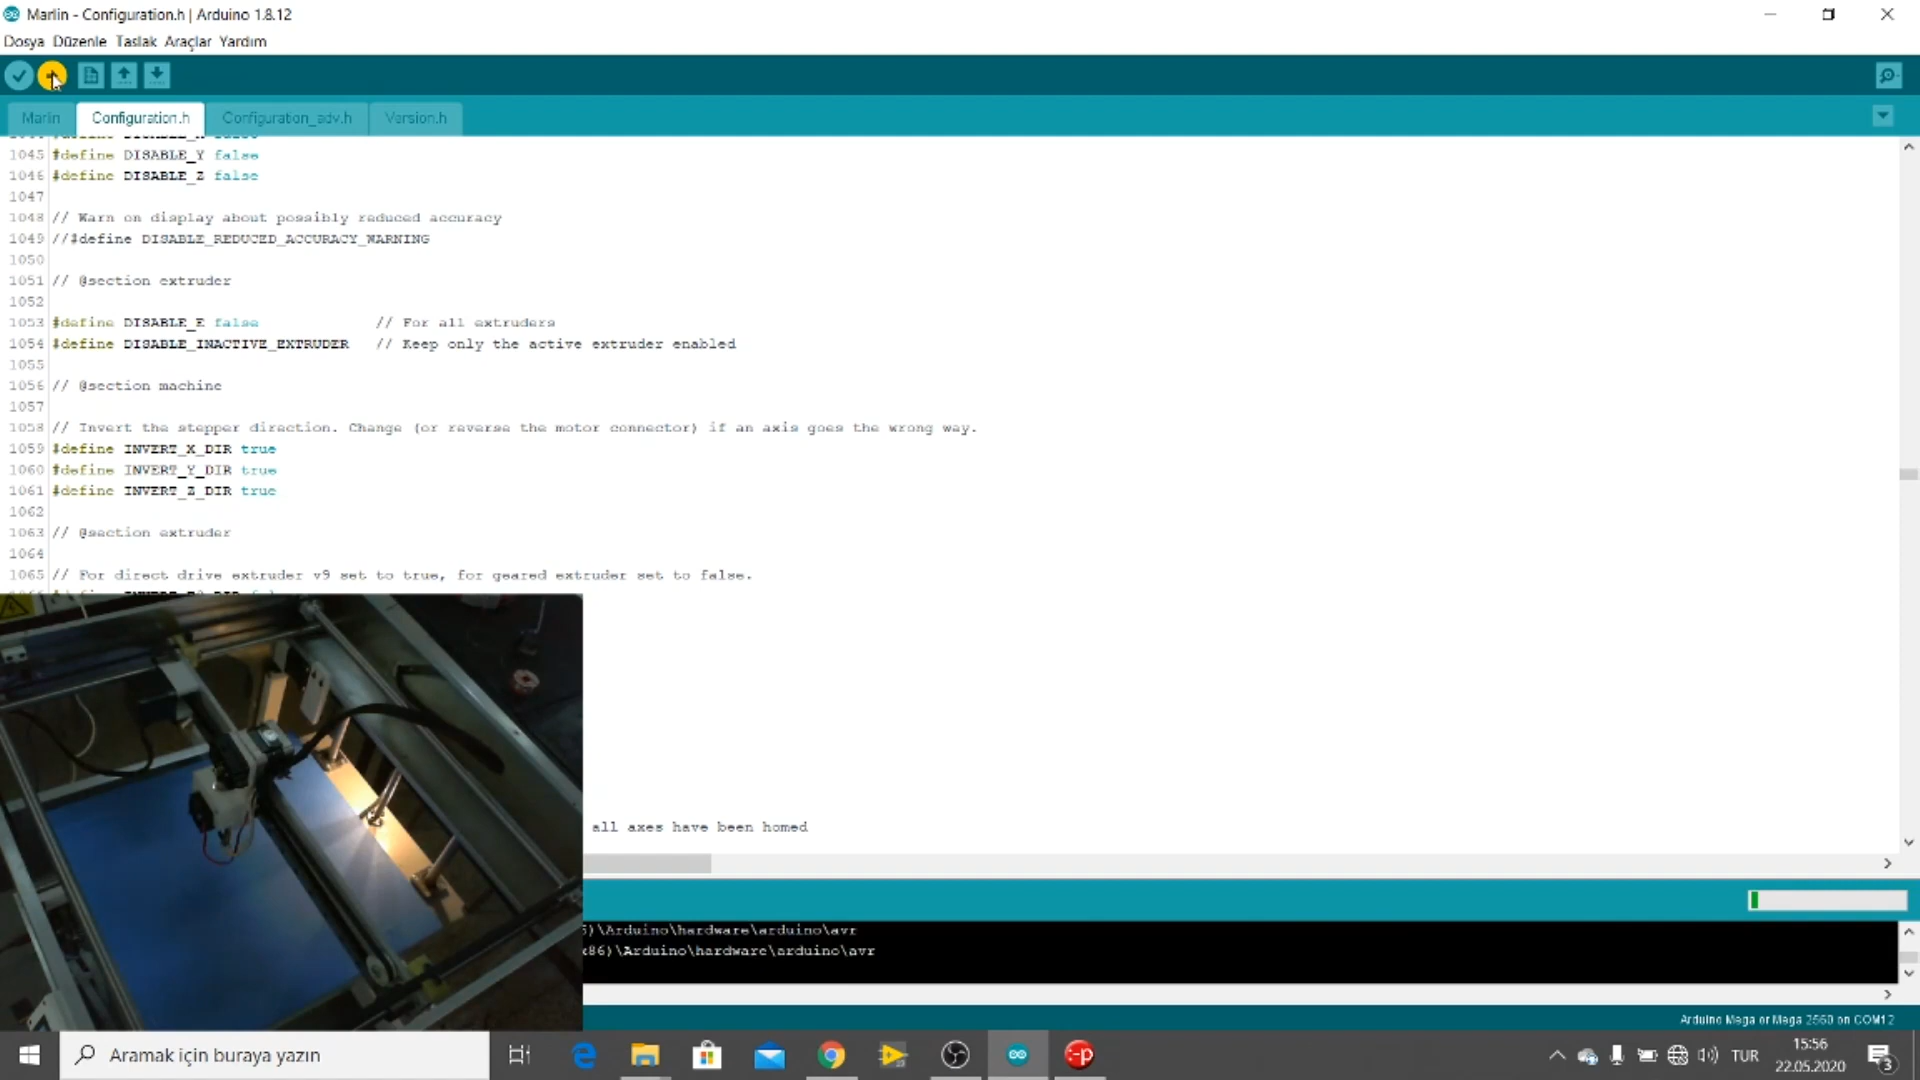 Marlin - Configuration.h | Arduino 1.8.12
Dosya Düzenle Taslak Araçlar Yardım
Marlin Configuration.h Configuration_adv.h Version.h
1045 #define DISABLE_Y false
1046 #define DISABLE_Z false
1047
1048 // Warn on display about possibly reduced accuracy
1049 //#define DISABLE_REDUCED_ACCURACY_WARNING
1050
1051 // @section extruder
1052
1053 #define DISABLE_E false // For all extruders
1054 #define DISABLE_INACTIVE_EXTRUDER // Keep only the active extruder enabled
1055
1056 // @section machine
1057
1058 // Invert the stepper direction. Change (or reverse the motor connector) if an axis goes the wrong way.
1059 #define INVERT_X_DIR true
1060 #define INVERT_Y_DIR true
1061 #define INVERT_Z_DIR true
1062
1063 // @section extruder
1064
1065 // For direct drive extruder v9 set to true, for geared extruder set to false.
all axes have been homed
)\Arduino\hardware\arduino\avr
x86)\Arduino\hardware\arduino\avr
Arduino Mega or Mega 2560 on COM12
Aramak için buraya yazın
TUR
15:56
22.05.2020
3